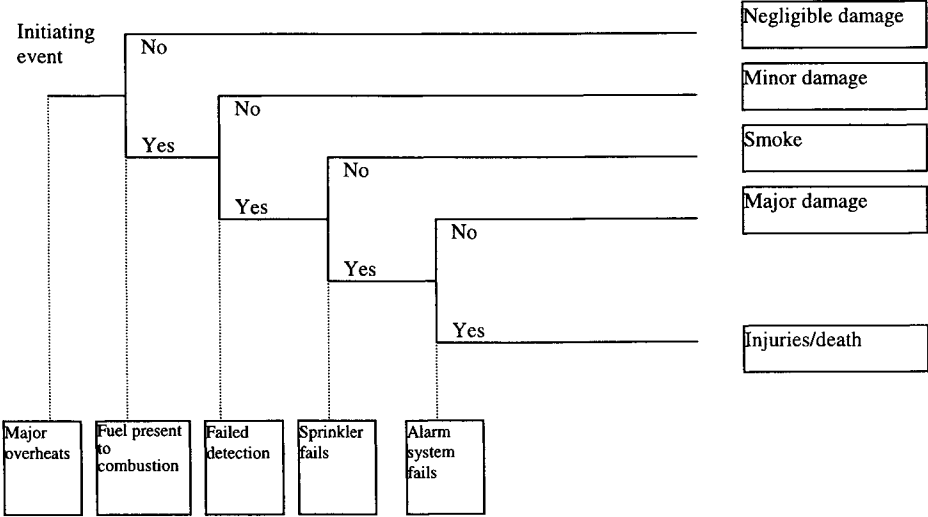 Initiating
event
No
Yes
No
Yes
No
Yes
No
Yes
Negligible damage
Minor damage
Smoke
Major damage
Injuries/death
Major
overheats
Fuel present
to
combustion
Failed
detection
Sprinkler
fails
Alarm
system
fails